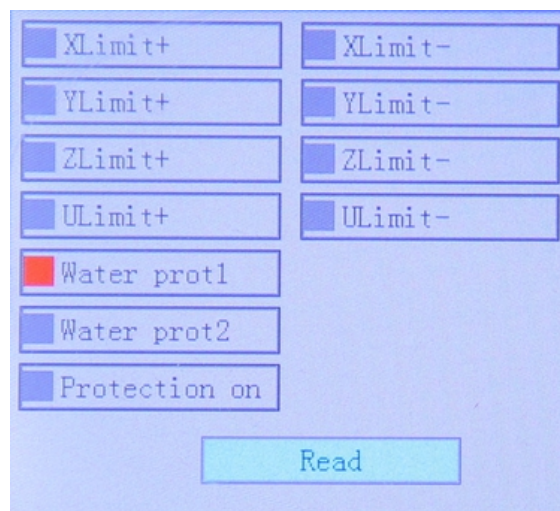 XLimit+ XLimit-
YLimit+ YLimit-
ZLimit+ ZLimit-
ULimit+ ULimit-
Water prot1
Water prot2
Protection on
Read